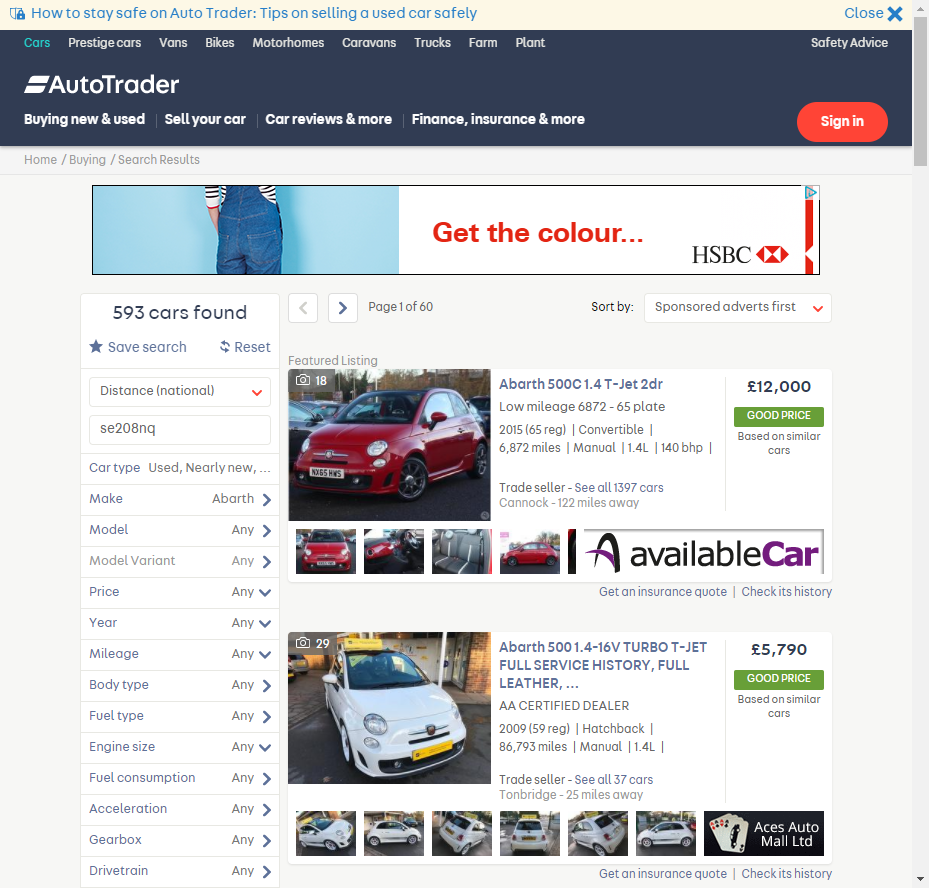 How to stay safe on Auto Trader: Tips on selling a used car safely
Close
Cars Prestige cars Vans Bikes Motorhomes Caravans Trucks Farm Plant Safety Advice
AutoTrader
Buying new & used | Sell your car | Car reviews & more | Finance, insurance & more
Sign in
Home / Buying / Search Results
Get the colour...
HSBC
593 cars found
Save search Reset
Distance (national)
se208nq
Car type Used, Nearly new, ...
Make Abarth
Model Any
Model Variant Any
Price Any
Year Any
Mileage Any
Body type Any
Fuel type Any
Engine size Any
Fuel consumption Any
Acceleration Any
Gearbox Any
Drivetrain Any
Page 1 of 60
Sort by: Sponsored adverts first
Featured Listing
18
NX65 HWS
Abarth 500C 1.4 T-Jet 2dr
Low mileage 6872 - 65 plate
2015 (65 reg) | Convertible |
6,872 miles | Manual | 1.4L | 140 bhp |
Trade seller - See all 1397 cars
Cannock - 122 miles away
£12,000
GOOD PRICE
Based on similar
cars
availableCar
Get an insurance quote | Check its history
29
Abarth 500 1.4-16V TURBO T-JET
FULL SERVICE HISTORY, FULL
LEATHER, ...
AA CERTIFIED DEALER
2009 (59 reg) | Hatchback |
86,793 miles | Manual | 1.4L |
Trade seller - See all 37 cars
Tonbridge - 25 miles away
£5,790
GOOD PRICE
Based on similar
cars
Aces Auto
Mall Ltd
Get an insurance quote | Check its history